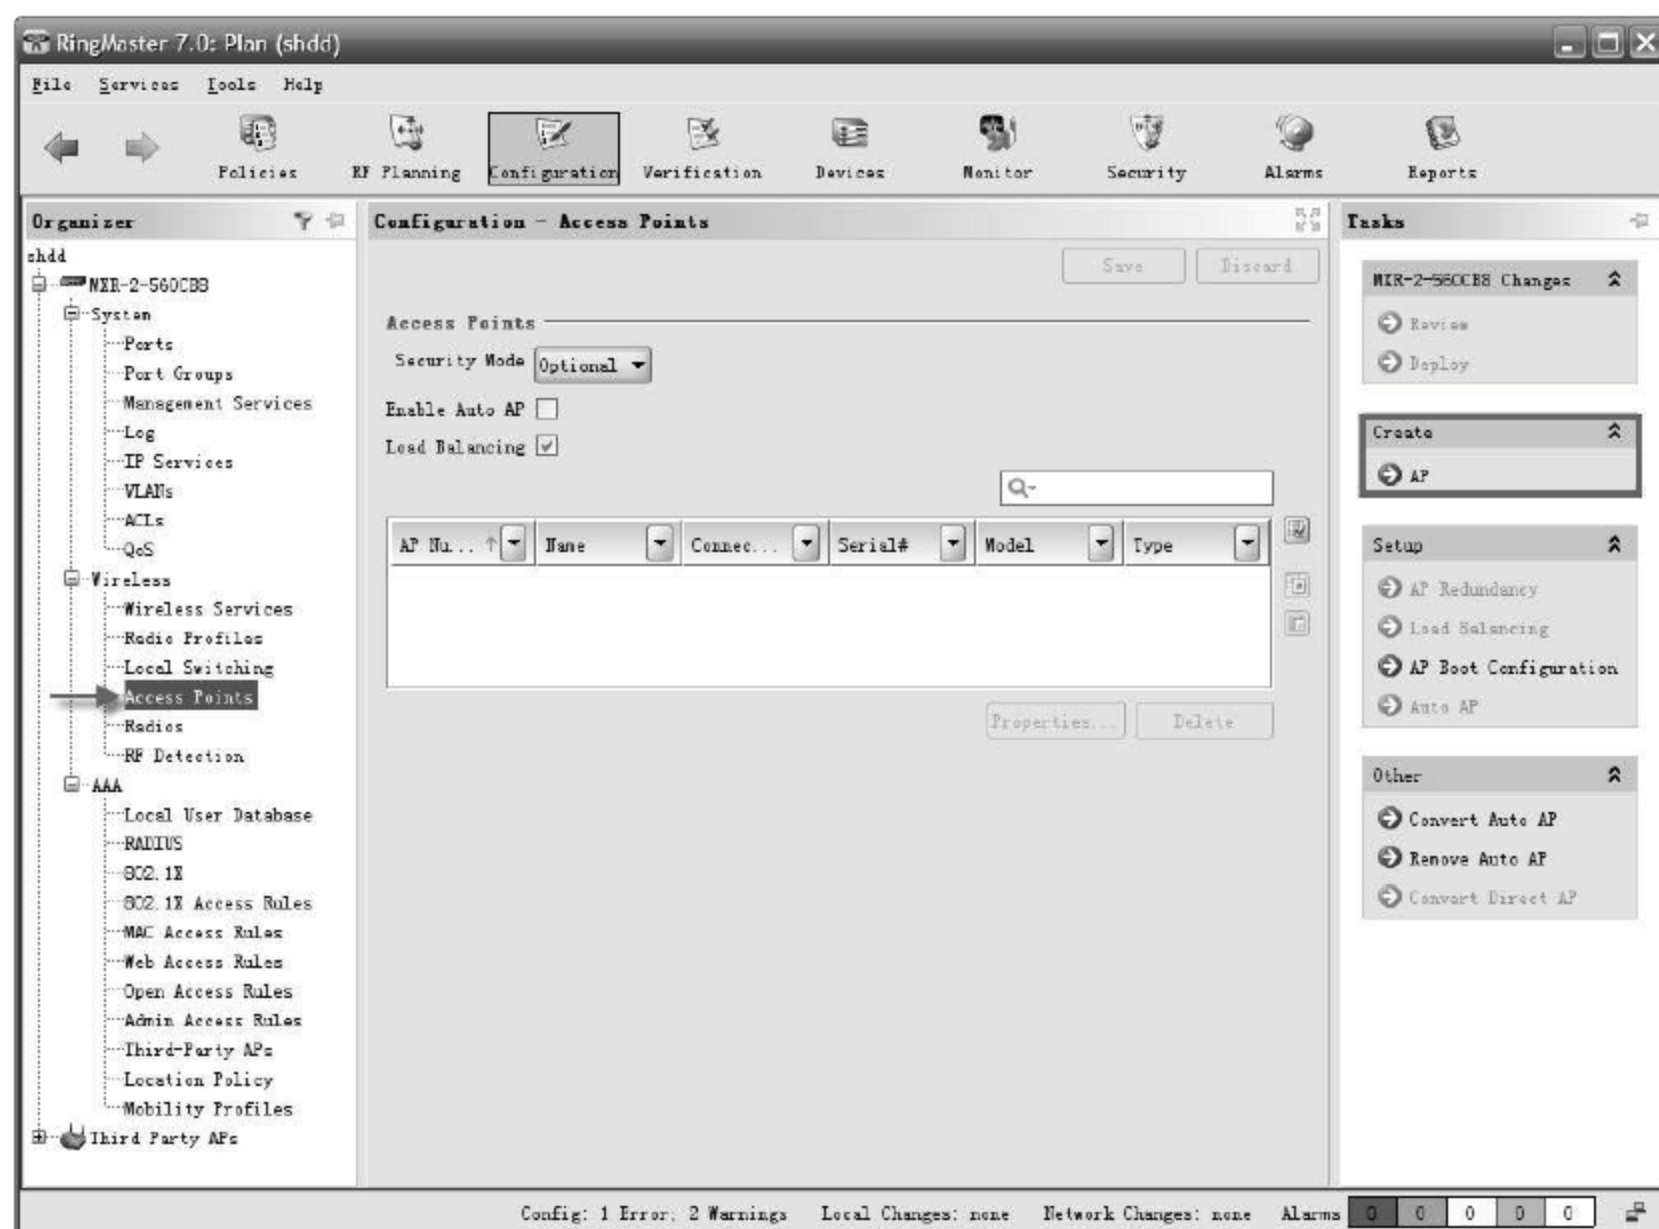 RingMaster 7.0: Plan (shdd)
File Services Tools Help
Policies RF Planning Configuration Verification Devices Monitor Security Alarms Reports
Organizer
shdd
MXR-2-560CB8
System
Ports
Port Groups
Management Services
Log
IP Services
VLANs
ACLs
QoS
Wireless
Wireless Services
Radio Profiles
Local Switching
Access Points
Radios
RF Detection
AAA
Local User Database
RADIUS
802.1X
802.1X Access Rules
MAC Access Rules
Web Access Rules
Open Access Rules
Admin Access Rules
Third-Party APs
Location Policy
Mobility Profiles
Third Party APs
Configuration - Access Points
Save Discard
Access Points
Security Mode Optional
Enable Auto AP
Load Balancing
AP Nu... Name Connec... Serial# Model Type
Properties... Delete
Tasks
MXR-2-560CB8 Changes
Review
Deploy
Create
AP
Setup
AP Redundancy
Load Balancing
AP Boot Configuration
Auto AP
Other
Convert Auto AP
Remove Auto AP
Convert Direct AP
Config: 1 Error, 2 Warnings Local Changes: none Network Changes: none Alarms 0 0 0 0 0